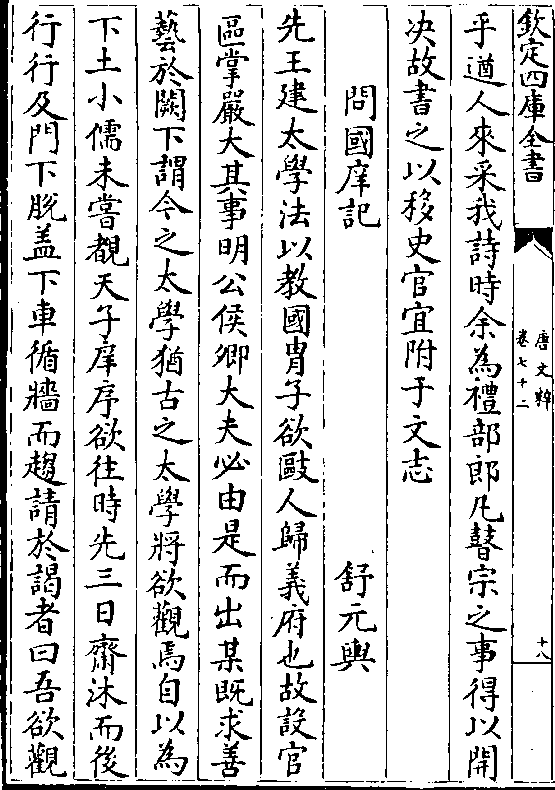 欽定四庫全書
唐文粹
卷七十二
十八
乎遒人來采我詩時余為禮部郎凡瞽宗之事得以關
決故書之以移史官宜附于文志
問國庠記
舒元輿
先王建太學法以教國胄子欲敺人歸義府也故設官
區掌嚴大其事明公侯卿大夫必由是而出某既求善
藝於闕下謂今之太學猶古之太學將欲觀焉自以為
下土小儒未嘗覩天子庠序欲往時先三日齋沐而後
行行及門下脫盖下車循牆而趨請於謁者曰吾欲觀